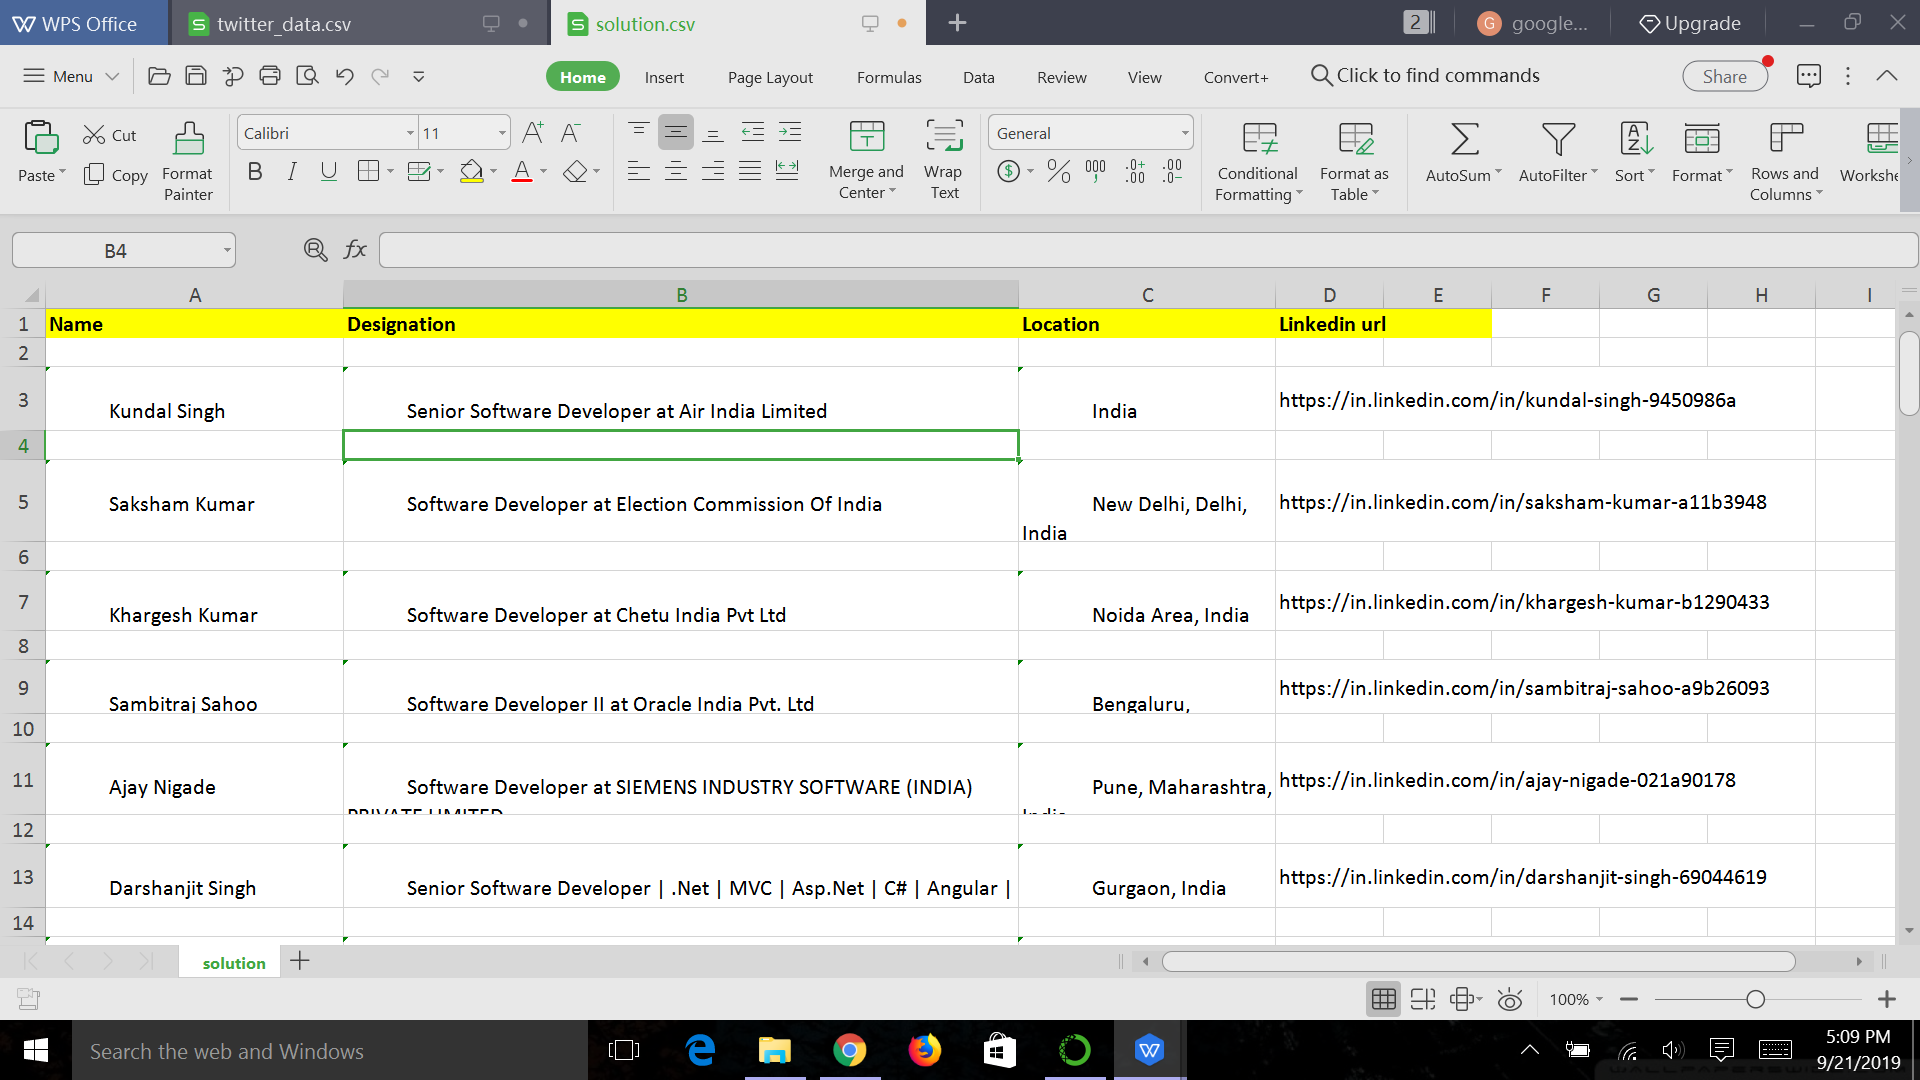 WPS Office
twitter_data.csv
solution.csv
2
google...
Upgrade
Menu
Home
Insert
Page Layout
Formulas
Data
Review
View
Convert+
Click to find commands
Share
Paste
Cut
Copy
Format
Painter
Calibri
11
Merge and
Center
Wrap
Text
General
Conditional
Formatting
Format as
Table
AutoSum
AutoFilter
Sort
Format
Rows and
Columns
Workshe
B4
fx
A B C D E F G H I
1 Name Designation Location Linkedin url
2
3 Kundal Singh Senior Software Developer at Air India Limited India https://in.linkedin.com/in/kundal-singh-9450986a
4
5 Saksham Kumar Software Developer at Election Commission Of India New Delhi, Delhi, https://in.linkedin.com/in/saksham-kumar-a11b3948
India
6
7 Khargesh Kumar Software Developer at Chetu India Pvt Ltd Noida Area, India https://in.linkedin.com/in/khargesh-kumar-b1290433
8
9 Sambitraj Sahoo Software Developer II at Oracle India Pvt. Ltd Bengaluru, https://in.linkedin.com/in/sambitraj-sahoo-a9b26093
10
11 Ajay Nigade Software Developer at SIEMENS INDUSTRY SOFTWARE (INDIA) Pune, Maharashtra, https://in.linkedin.com/in/ajay-nigade-021a90178
PRIVATE LIMITED India
12
13 Darshanjit Singh Senior Software Developer | .Net | MVC | Asp.Net | C# | Angular | Gurgaon, India https://in.linkedin.com/in/darshanjit-singh-69044619
14
solution
100%
Search the web and Windows
5:09 PM
9/21/2019